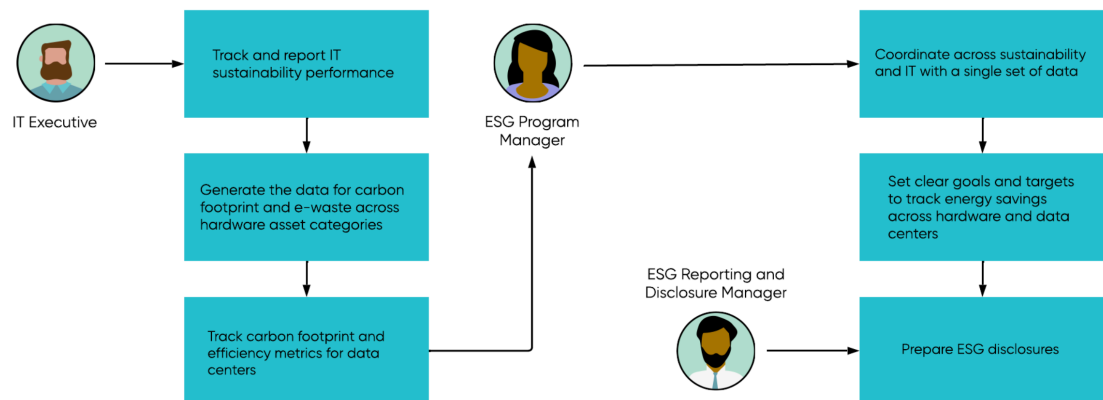 IT Executive
Track and report IT
sustainability performance
Generate the data for carbon
footprint and e-waste across
hardware asset categories
Track carbon footprint and
efficiency metrics for data
centers
ESG Program
Manager
Coordinate across sustainability
and IT with a single set of data
Set clear goals and targets
to track energy savings
across hardware and data
centers
ESG Reporting and
Disclosure Manager
Prepare ESG disclosures